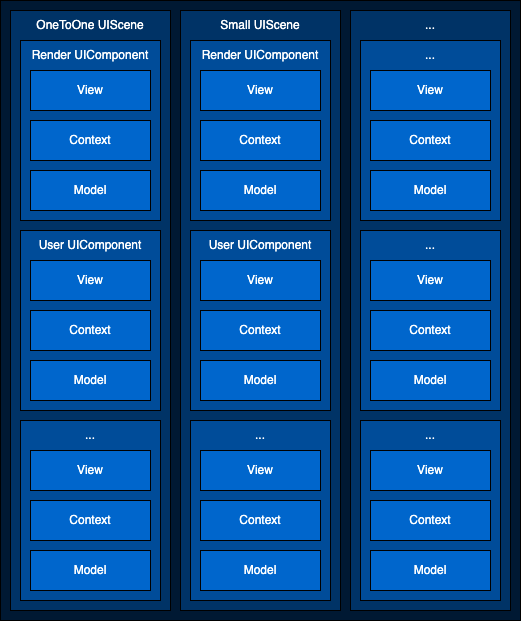 OneToOne UIScene
Render UIComponent
View
Context
Model
User UIComponent
View
Context
Model
...
View
Context
Model
Small UIScene
Render UIComponent
View
Context
Model
User UIComponent
View
Context
Model
...
View
Context
Model
...
...
View
Context
Model
...
View
Context
Model
...
View
Context
Model